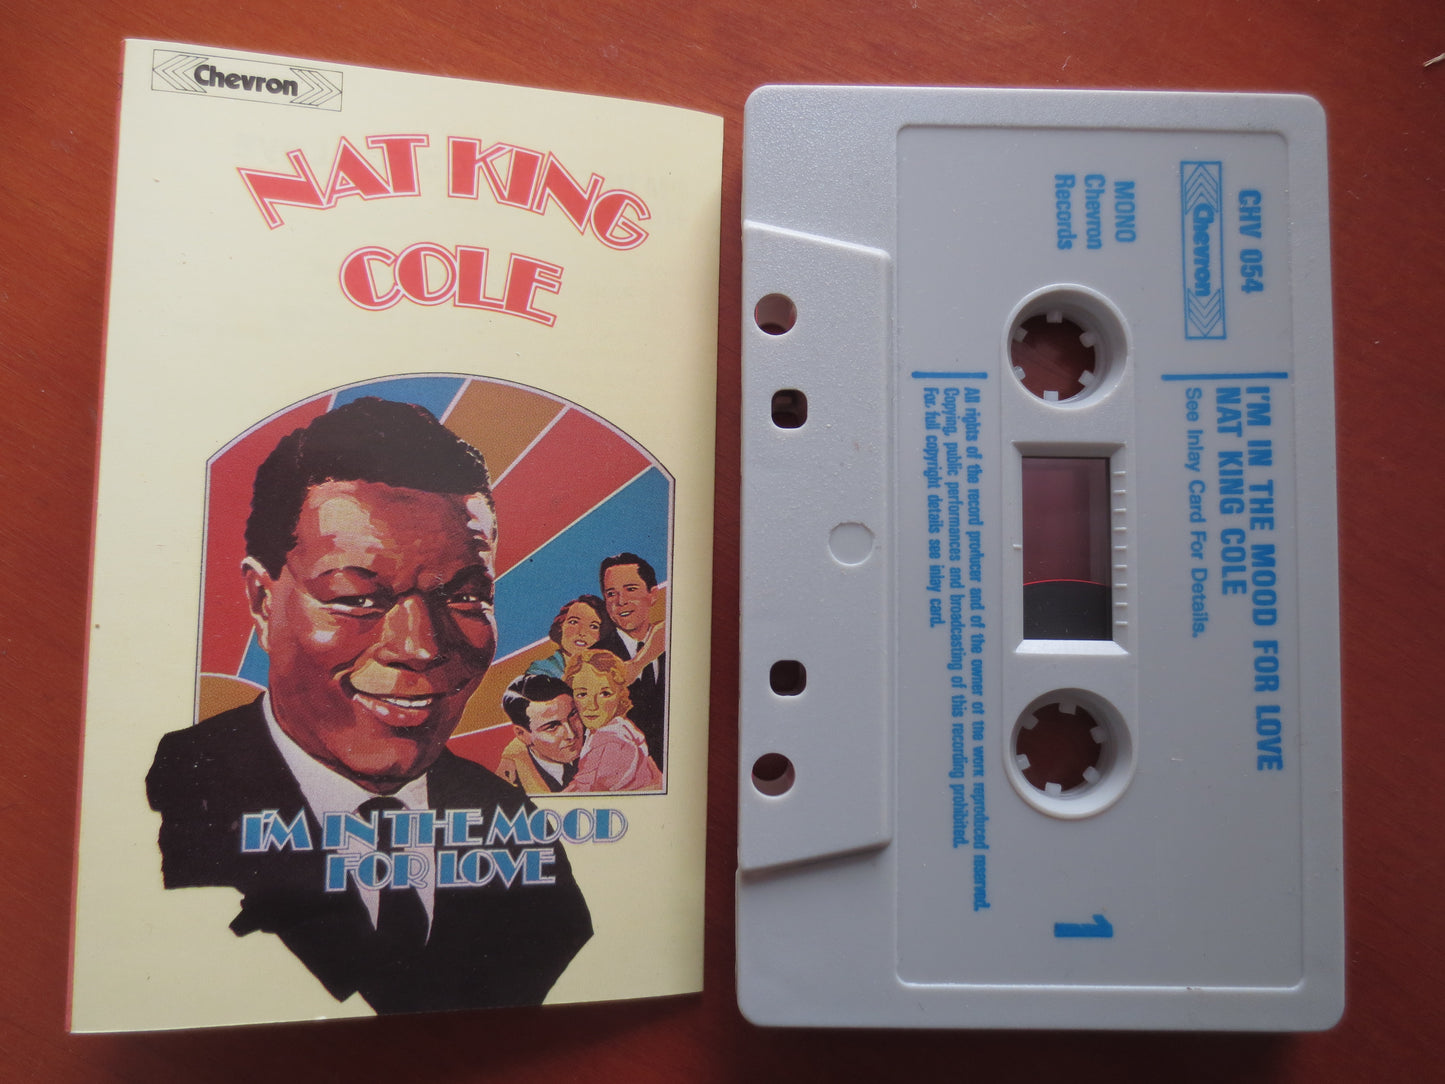 Chevron
NAT KING
COLE
I'M IN THE MOOD
FOR LOVE
CHV 054
Chevron
MONO
Chevron
Records
I'M IN THE MOOD FOR LOVE
NAT KING COLE
See Inlay Card For Details.
All rights of the record producer and of the owner of the work reproduced reserved.
Copying, public performances and broadcasting of this recording prohibited.
For full copyright details see inlay card.
1